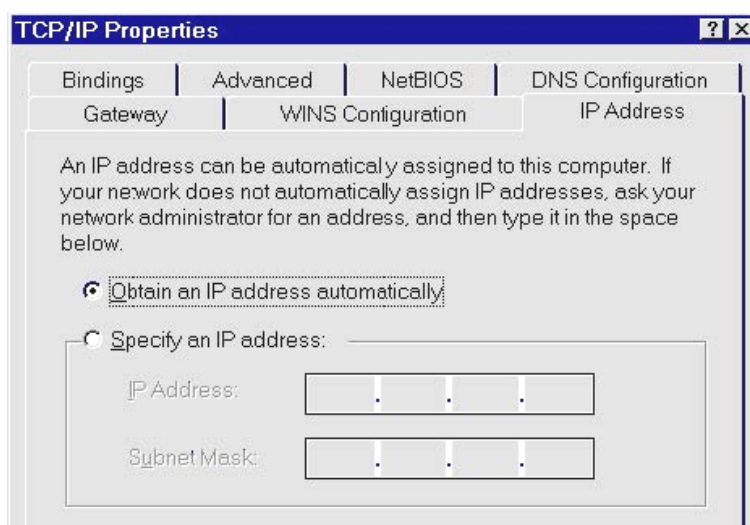 TCP/IP Properties
Bindings Advanced NetBIOS DNS Configuration
Gateway WINS Configuration IP Address
An IP address can be automatically assigned to this computer. If
your network does not automatically assign IP addresses, ask your
network administrator for an address, and then type it in the space
below.
Obtain an IP address automatically
Specify an IP address:
IP Address:
. . .
Subnet Mask:
. . .